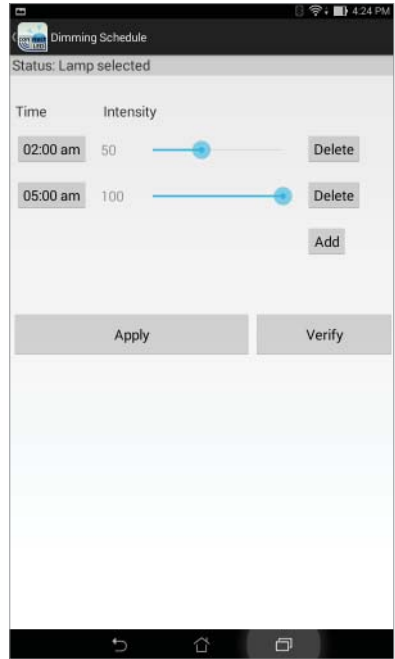 4:24 PM
Dimming Schedule
Status: Lamp selected
Time Intensity
02:00 am 50 Delete
05:00 am 100 Delete
Add
Apply Verify